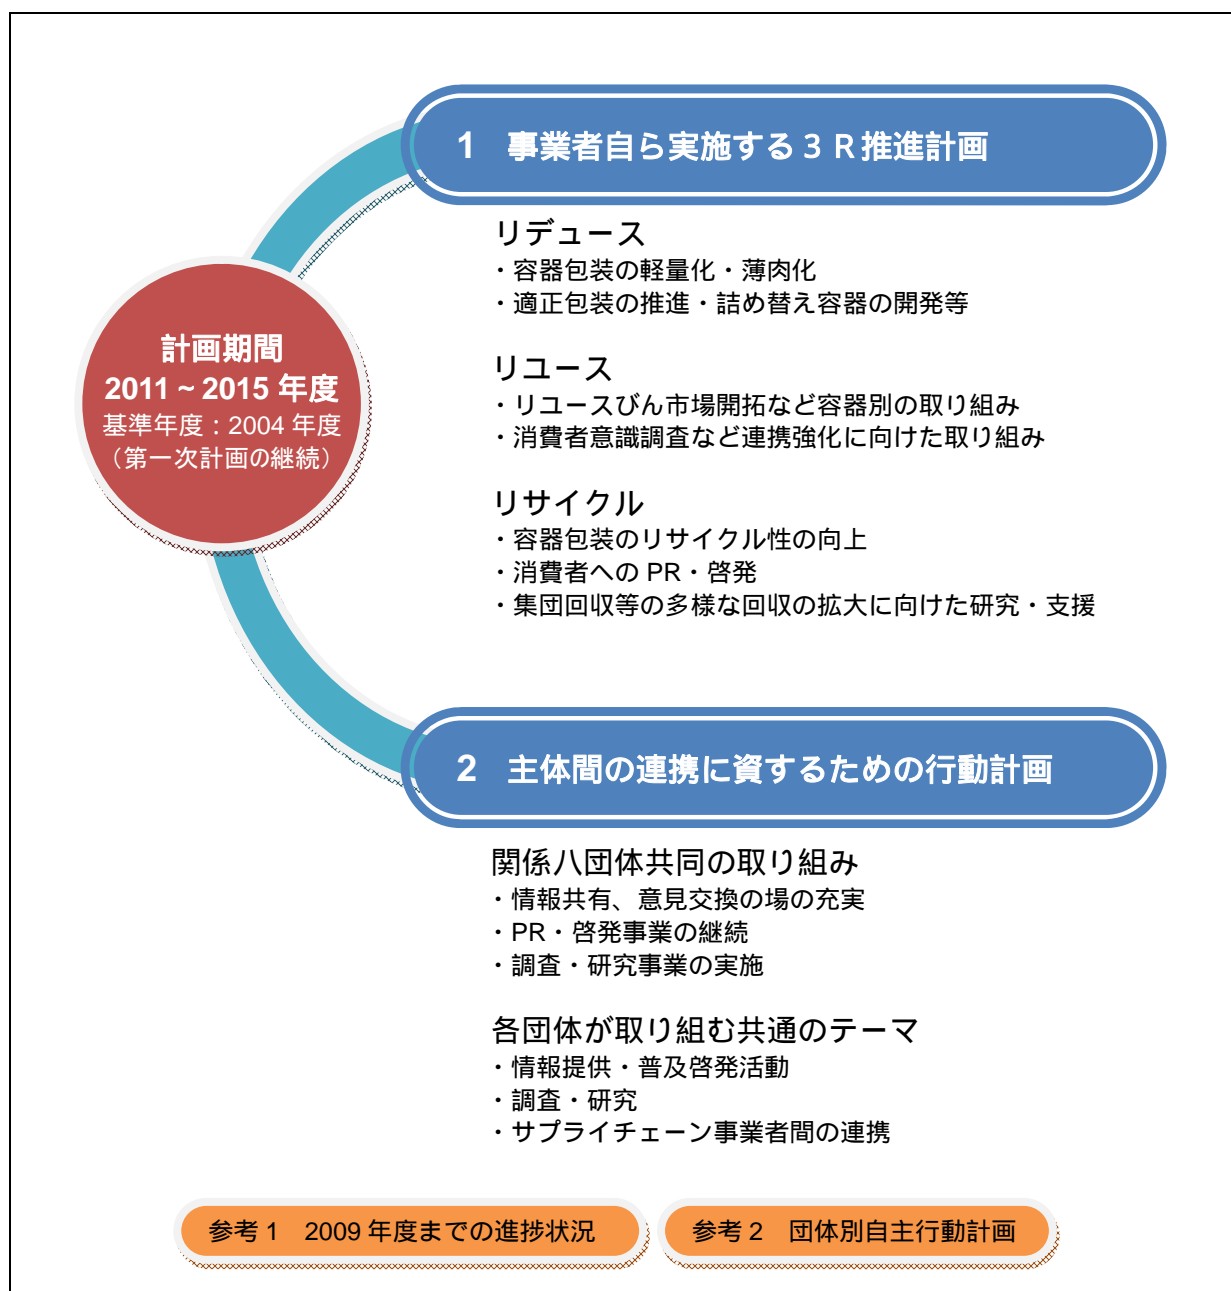 1 事業者自ら実施する３Ｒ推進計画
リデュース
・容器包装の軽量化・薄肉化
・適正包装の推進・詰め替え容器の開発等
計画期間
2011～2015 年度
基準年度：2004 年度
（第一次計画の継続）
リユース
・リユースびん市場開拓など容器別の取り組み
・消費者意識調査など連携強化に向けた取り組み
リサイクル
・容器包装のリサイクル性の向上
・消費者への PR・啓発
・集団回収等の多様な回収の拡大に向けた研究・支援
2 主体間の連携に資するための行動計画
関係八団体共同の取り組み
・情報共有、意見交換の場の充実
・PR・啓発事業の継続
・調査・研究事業の実施
各団体が取り組む共通のテーマ
・情報提供・普及啓発活動
・調査・研究
・サプライチェーン事業者間の連携
参考１ 2009 年度までの進捗状況
参考２ 団体別自主行動計画